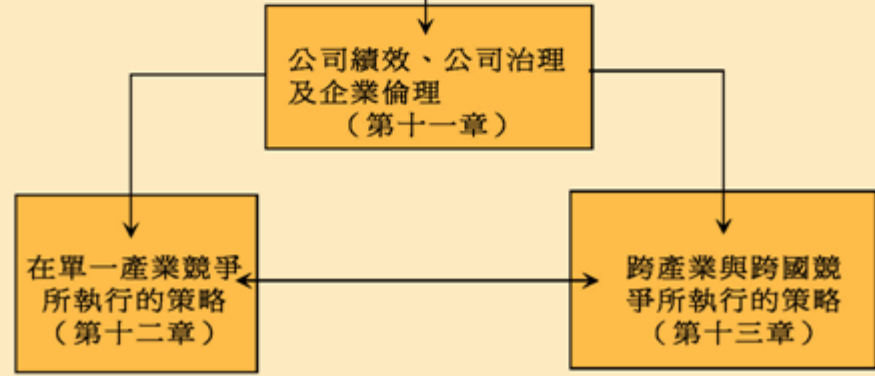 公司績效、公司治理
及企業倫理
（第十一章）
在單一產業競爭
所執行的策略
（第十二章）
跨產業與跨國競
爭所執行的策略
（第十三章）